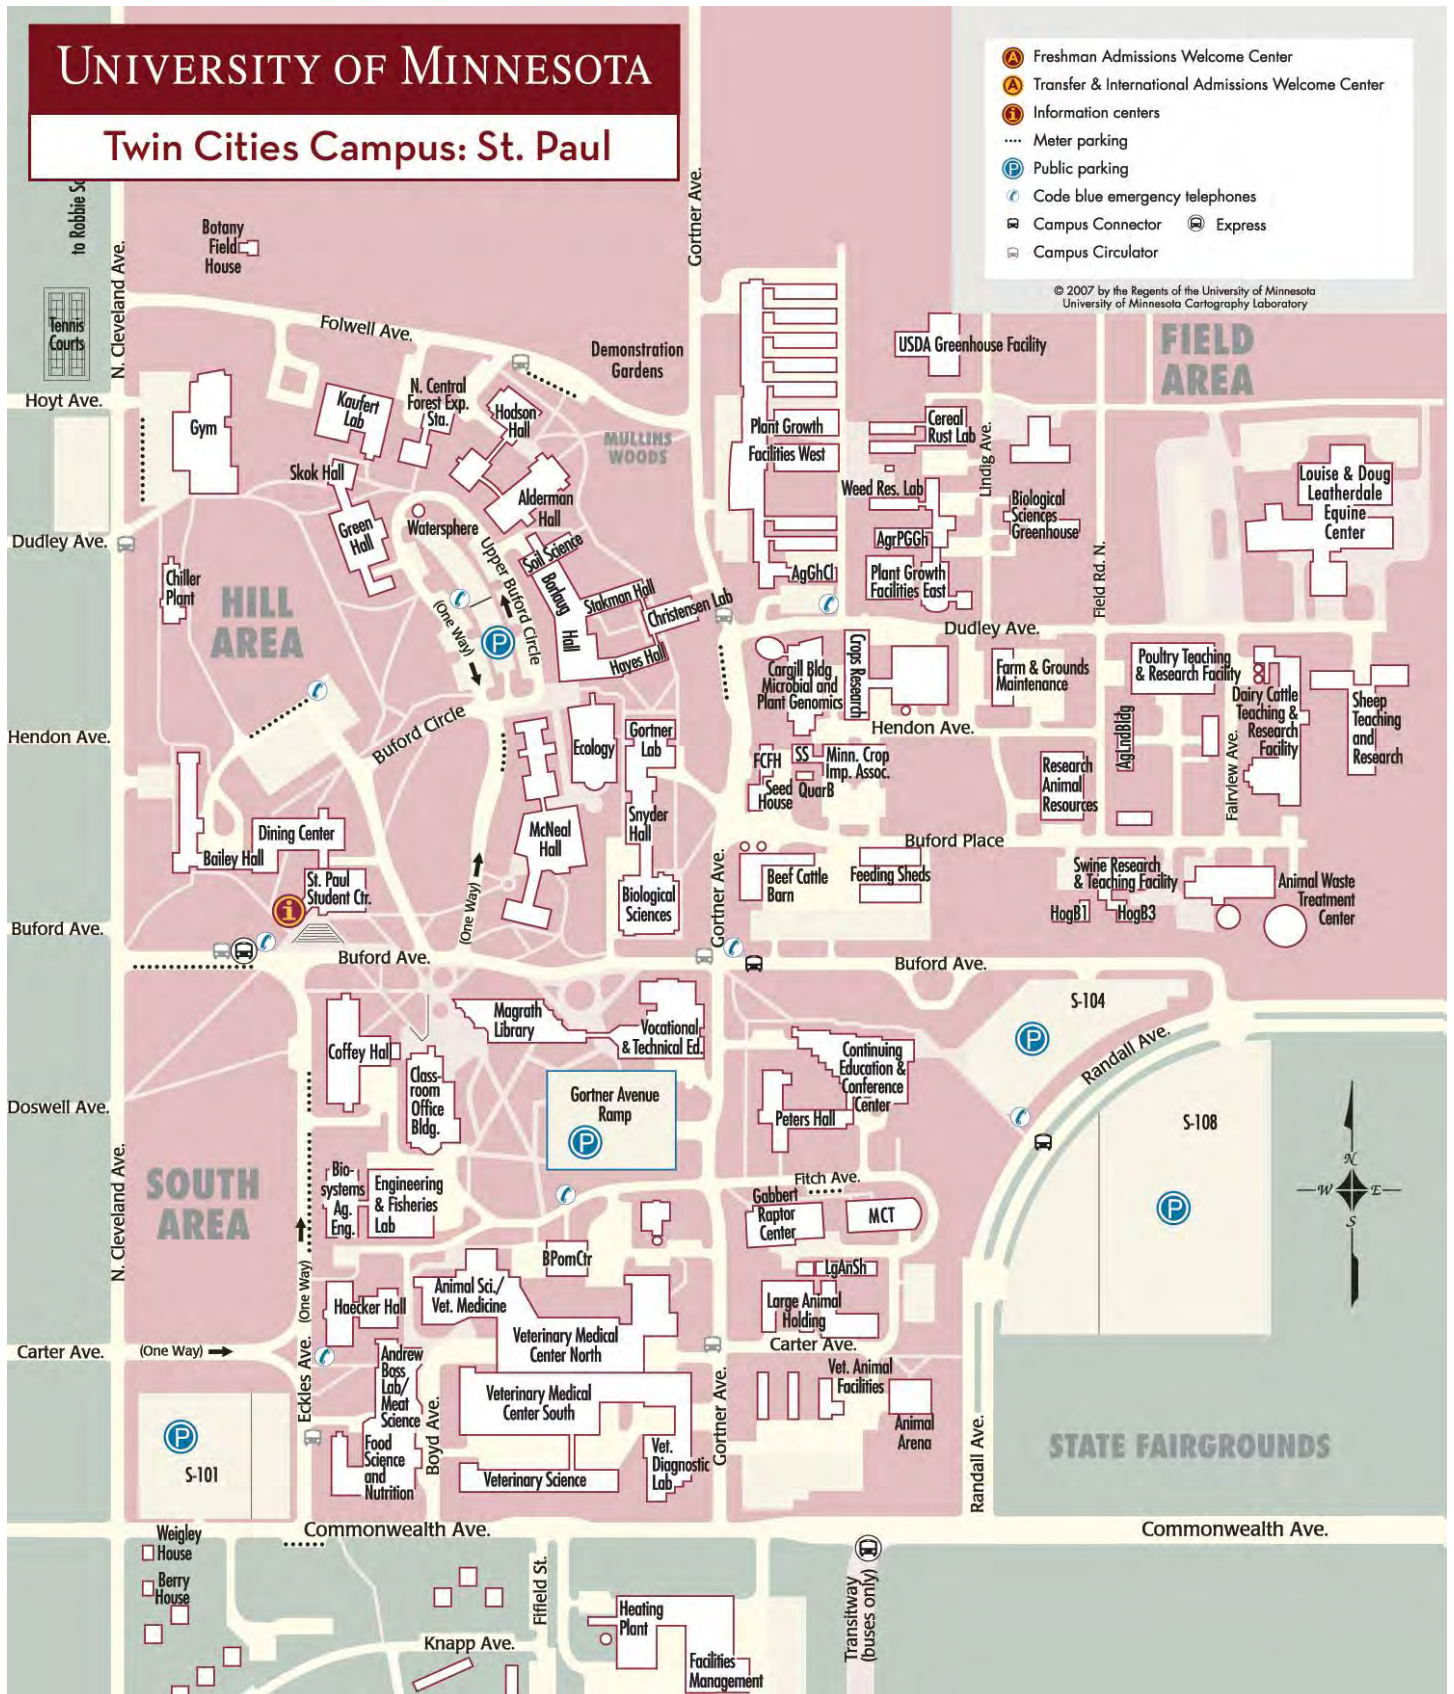 UNIVERSITY OF MINNESOTA
Twin Cities Campus: St. Paul
Freshman Admissions Welcome Center
Transfer & International Admissions Welcome Center
Information centers
Meter parking
Public parking
Code blue emergency telephones
Campus Connector
Express
Campus Circulator
© 2007 by the Regents of the University of Minnesota
University of Minnesota Cartography Laboratory
to Robbie
N. Cleveland Ave.
Gortner Ave.
Botany
Field
House
Tennis
Courts
Folwell Ave.
Demonstration
Gardens
Hoyt Ave.
Gym
Kaufert
Lab
N. Central
Forest Exp.
Sta.
Hodson
Hall
MULLINS
WOODS
Skok Hall
Green
Hall
Watersphere
Alderman
Hall
Plant Growth
Facilities West
USDA Greenhouse Facility
Cereal
Rust Lab
Lindig Ave.
Weed Res. Lab
Biological
Sciences
Greenhouse
AgrPGGh
Plant Growth
Facilities East
AgGhCl
FIELD
AREA
Louise & Doug
Leatherdale
Equine
Center
Field Rd. N.
Dudley Ave.
Chiller
Plant
HILL
AREA
Upper Buford Circle
(One Way)
Soil Science
Borlaug
Hall
Stakman Hall
Christensen Lab
Hayes Hall
Dudley Ave.
Cargill Bldg
Microbial and
Plant Genomics
Crops Research
Farm & Grounds
Maintenance
Poultry Teaching
& Research Facility
Dairy Cattle
Teaching &
Research
Facility
Sheep
Teaching
and
Research
Hendon Ave.
Buford Circle
Hendon Ave.
Ecology
Gortner
Lab
FCFH
SS
Minn. Crop
Imp. Assoc.
QuarB
Seed
House
Research
Animal
Resources
AgLndBldg
Fairview Ave.
Dining Center
Bailey Hall
St. Paul
Student Ctr.
McNeal
Hall
Snyder
Hall
Biological
Sciences
(One Way)
Gortner Ave.
Buford Place
Beef Cattle
Barn
Feeding Sheds
Swine Research
& Teaching Facility
HogB1
HogB3
Animal Waste
Treatment
Center
Buford Ave.
Buford Ave.
Buford Ave.
Coffey Hall
Magrath
Library
Vocational
& Technical Ed.
Class-
room
Office
Bldg.
Gortner Avenue
Ramp
Continuing
Education &
Conference
Center
Peters Hall
S-104
Randall Ave.
S-108
Doswell Ave.
N. Cleveland Ave.
SOUTH
AREA
Bio-
systems
Ag.
Eng.
Engineering
& Fisheries
Lab
Fitch Ave.
Gabbert
Raptor
Center
MCT
N
W
E
S
BPomCtr
LgAnSh
Large Animal
Holding
Animal Sci./
Vet. Medicine
Haecker Hall
Veterinary Medical
Center North
(One Way)
Carter Ave.
(One Way)
Carter Ave.
Eckles Ave.
Andrew
Boss
Lab/
Meat
Science
Boyd Ave.
Veterinary Medical
Center South
Gortner Ave.
Vet. Animal
Facilities
Animal
Arena
Randall Ave.
STATE FAIRGROUNDS
S-101
Food
Science
and
Nutrition
Veterinary Science
Vet.
Diagnostic
Lab
Commonwealth Ave.
Commonwealth Ave.
Weigley
House
Berry
House
Fifield St.
Knapp Ave.
Heating
Plant
Facilities
Management
Transitway
(buses only)